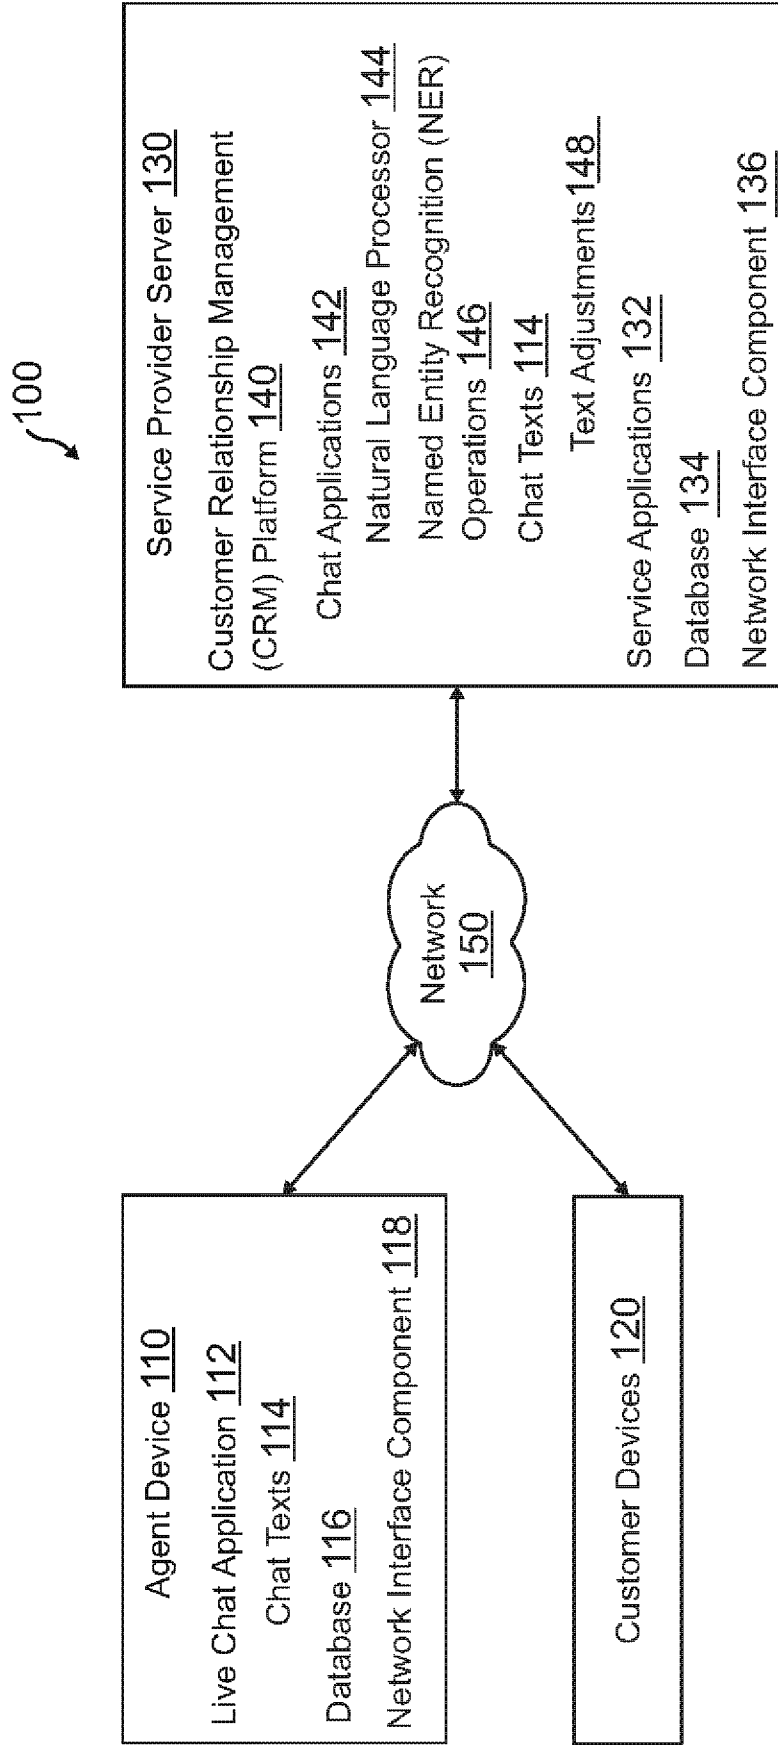 100
Agent Device 110
Live Chat Application 112
Chat Texts 114
Database 116
Network Interface Component 118
Customer Devices 120
Network
150
Service Provider Server 130
Customer Relationship Management
(CRM) Platform 140
Chat Applications 142
Natural Language Processor 144
Named Entity Recognition (NER)
Operations 146
Chat Texts 114
Text Adjustments 148
Service Applications 132
Database 134
Network Interface Component 136